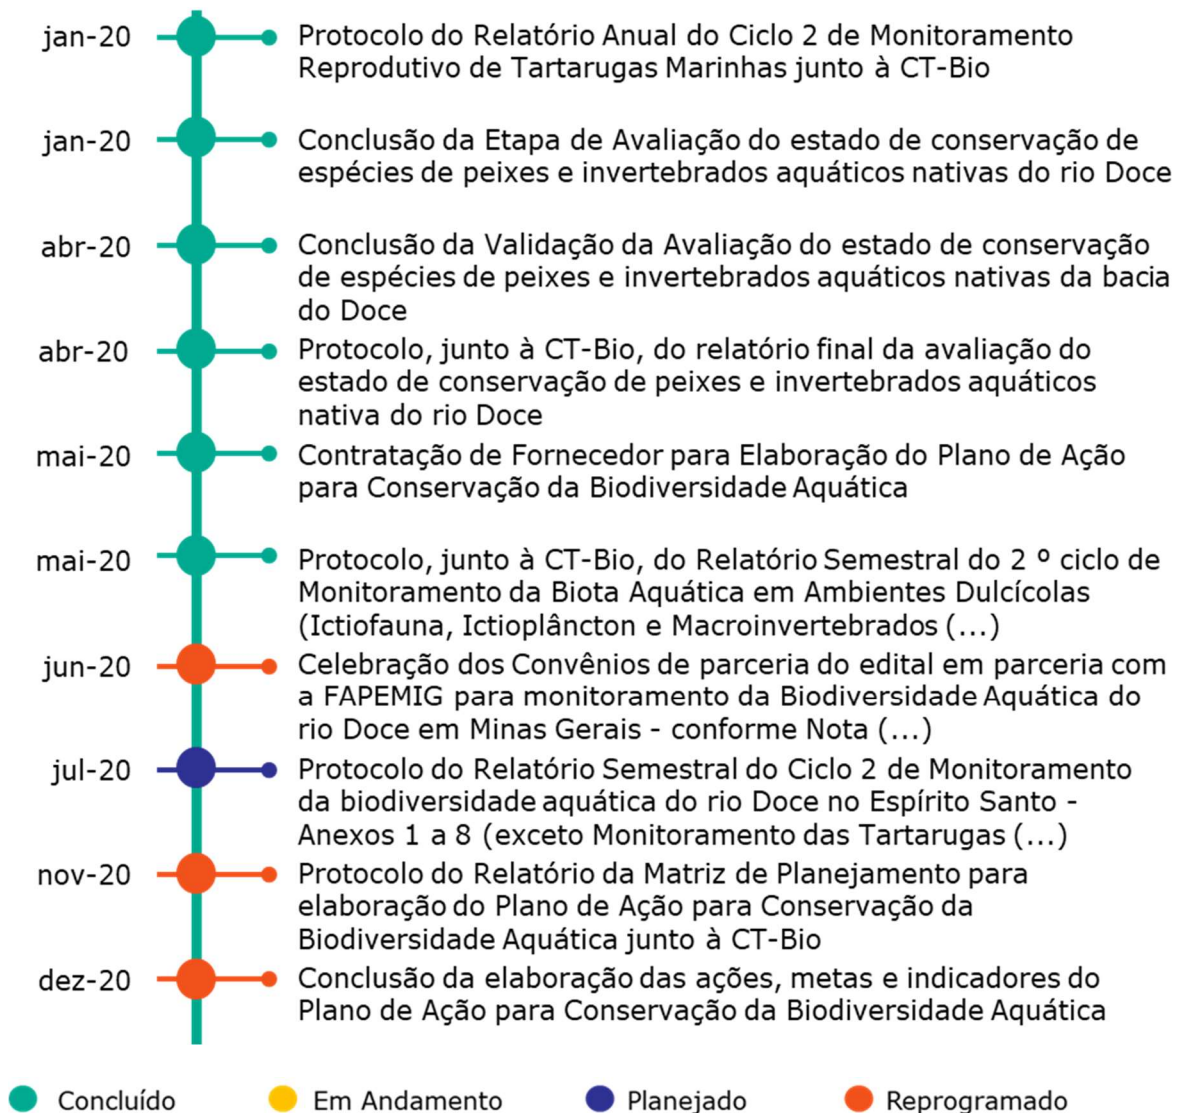 jan-20 Protocolo do Relatório Anual do Ciclo 2 de Monitoramento
Reprodutivo de Tartarugas Marinhas junto à CT-Bio
jan-20 Conclusão da Etapa de Avaliação do estado de conservação de
espécies de peixes e invertebrados aquáticos nativas do rio Doce
abr-20 Conclusão da Validação da Avaliação do estado de conservação
de espécies de peixes e invertebrados aquáticos nativas da bacia
do Doce
abr-20 Protocolo, junto à CT-Bio, do relatório final da avaliação do
estado de conservação de peixes e invertebrados aquáticos
nativa do rio Doce
mai-20 Contratação de Fornecedor para Elaboração do Plano de Ação
para Conservação da Biodiversidade Aquática
mai-20 Protocolo, junto à CT-Bio, do Relatório Semestral do 2 º ciclo de
Monitoramento da Biota Aquática em Ambientes Dulcícolas
(Ictiofauna, Ictioplâncton e Macroinvertebrados (...)
jun-20 Celebração dos Convênios de parceria do edital em parceria com
a FAPEMIG para monitoramento da Biodiversidade Aquática do
rio Doce em Minas Gerais - conforme Nota (...)
jul-20 Protocolo do Relatório Semestral do Ciclo 2 de Monitoramento
da biodiversidade aquática do rio Doce no Espírito Santo -
Anexos 1 a 8 (exceto Monitoramento das Tartarugas (...)
nov-20 Protocolo do Relatório da Matriz de Planejamento para
elaboração do Plano de Ação para Conservação da
Biodiversidade Aquática junto à CT-Bio
dez-20 Conclusão da elaboração das ações, metas e indicadores do
Plano de Ação para Conservação da Biodiversidade Aquática
Concluído Em Andamento Planejado Reprogramado